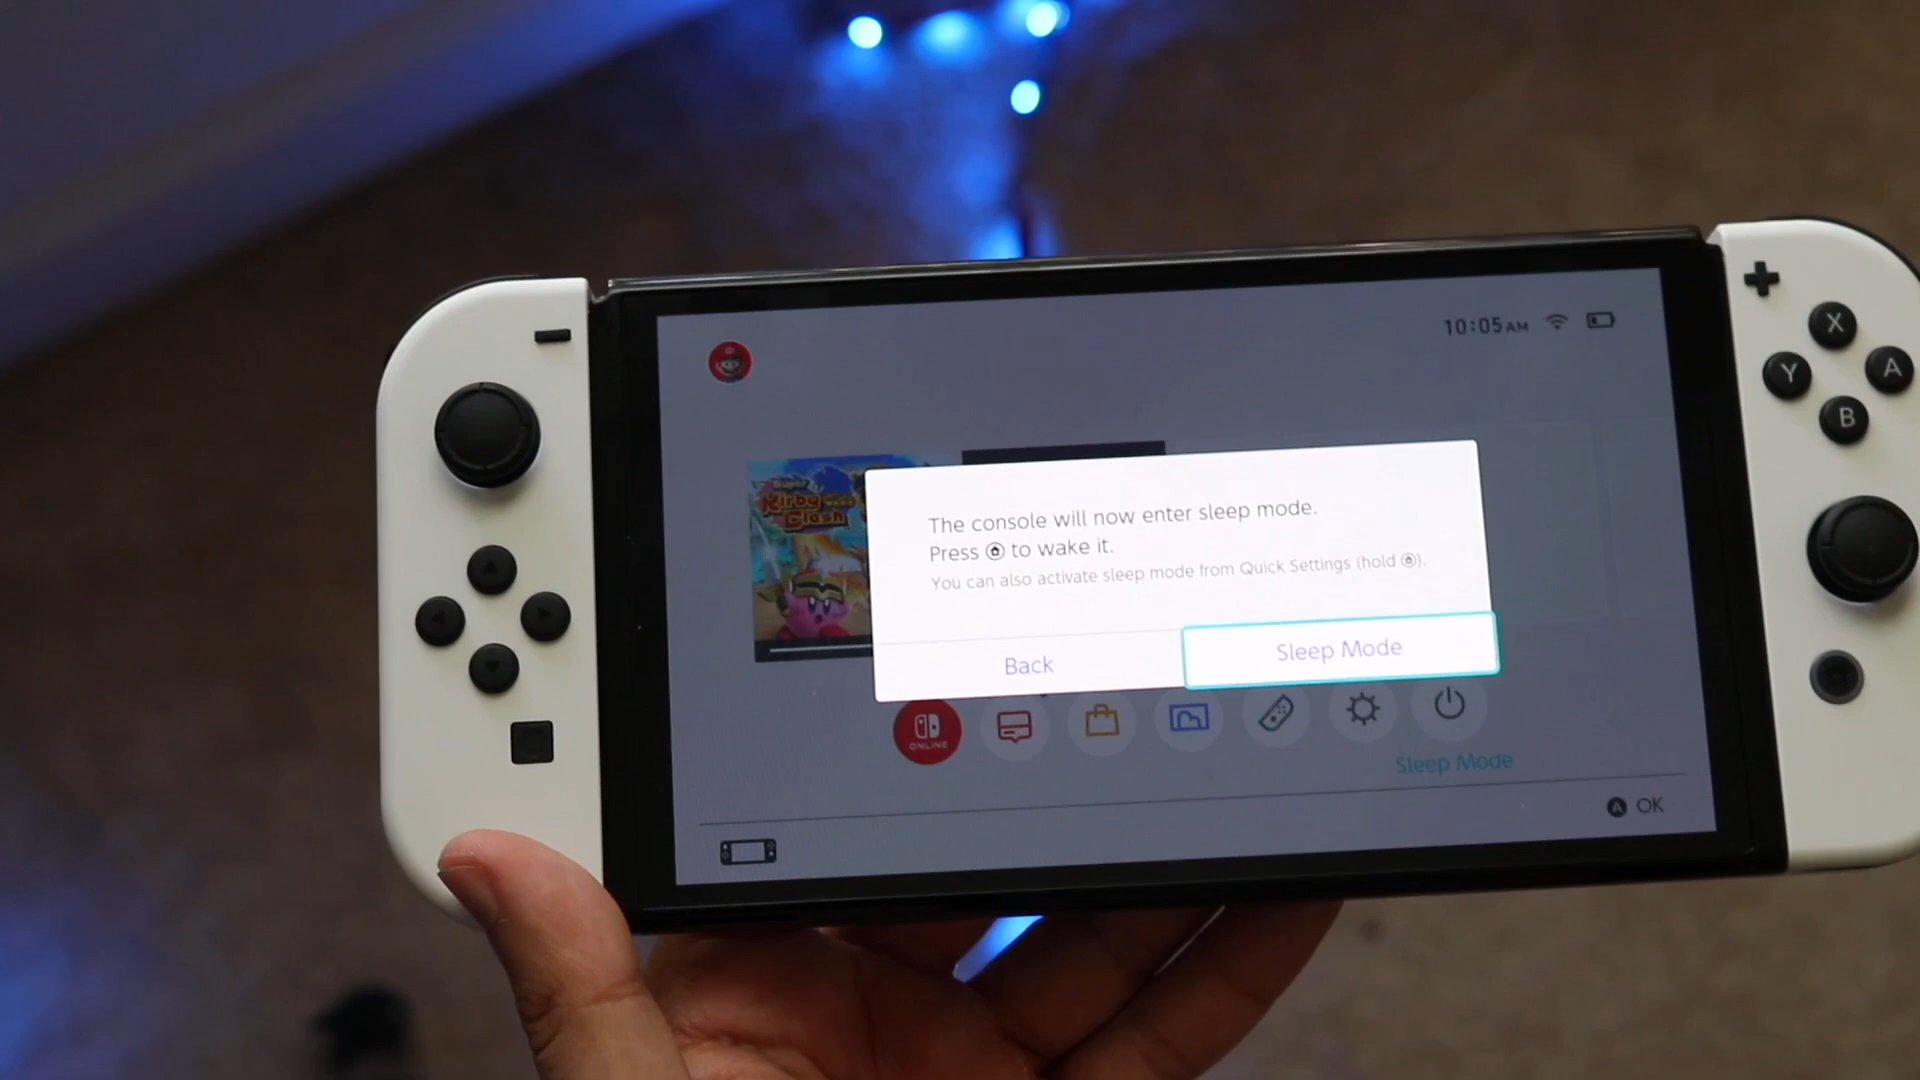 10:05 AM
Super
Kirby
Clash
The console will now enter sleep mode.
Press to wake it.
You can also activate sleep mode from Quick Settings (hold ).
Back
Sleep Mode
ONLINE
Sleep Mode
A OK
X
Y
A
B